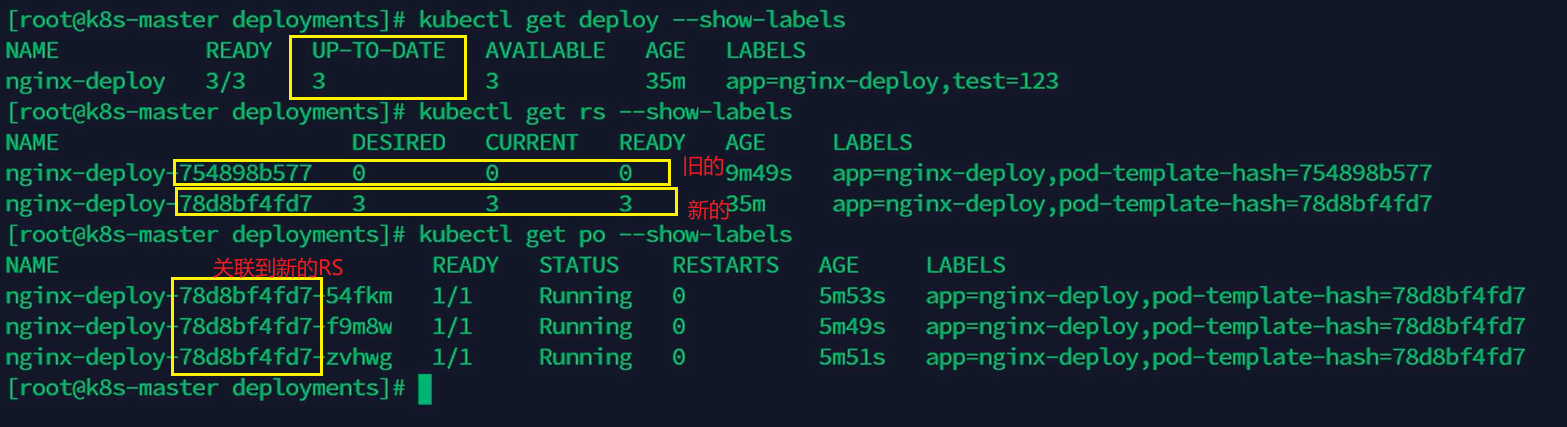 [root@k8s-master deployments]# kubectl get deploy --show-labels
NAME READY UP-TO-DATE AVAILABLE AGE LABELS
nginx-deploy 3/3 3 3 35m app=nginx-deploy,test=123
[root@k8s-master deployments]# kubectl get rs --show-labels
NAME DESIRED CURRENT READY AGE LABELS
nginx-deploy-754898b577 0 0 0 旧的 9m49s app=nginx-deploy,pod-template-hash=754898b577
nginx-deploy-78d8bf4fd7 3 3 3 新的 35m app=nginx-deploy,pod-template-hash=78d8bf4fd7
[root@k8s-master deployments]# kubectl get po --show-labels
NAME 关联到新的RS READY STATUS RESTARTS AGE LABELS
nginx-deploy-78d8bf4fd7-54fkm 1/1 Running 0 5m53s app=nginx-deploy,pod-template-hash=78d8bf4fd7
nginx-deploy-78d8bf4fd7-f9m8w 1/1 Running 0 5m49s app=nginx-deploy,pod-template-hash=78d8bf4fd7
nginx-deploy-78d8bf4fd7-zvhwg 1/1 Running 0 5m51s app=nginx-deploy,pod-template-hash=78d8bf4fd7
[root@k8s-master deployments]#